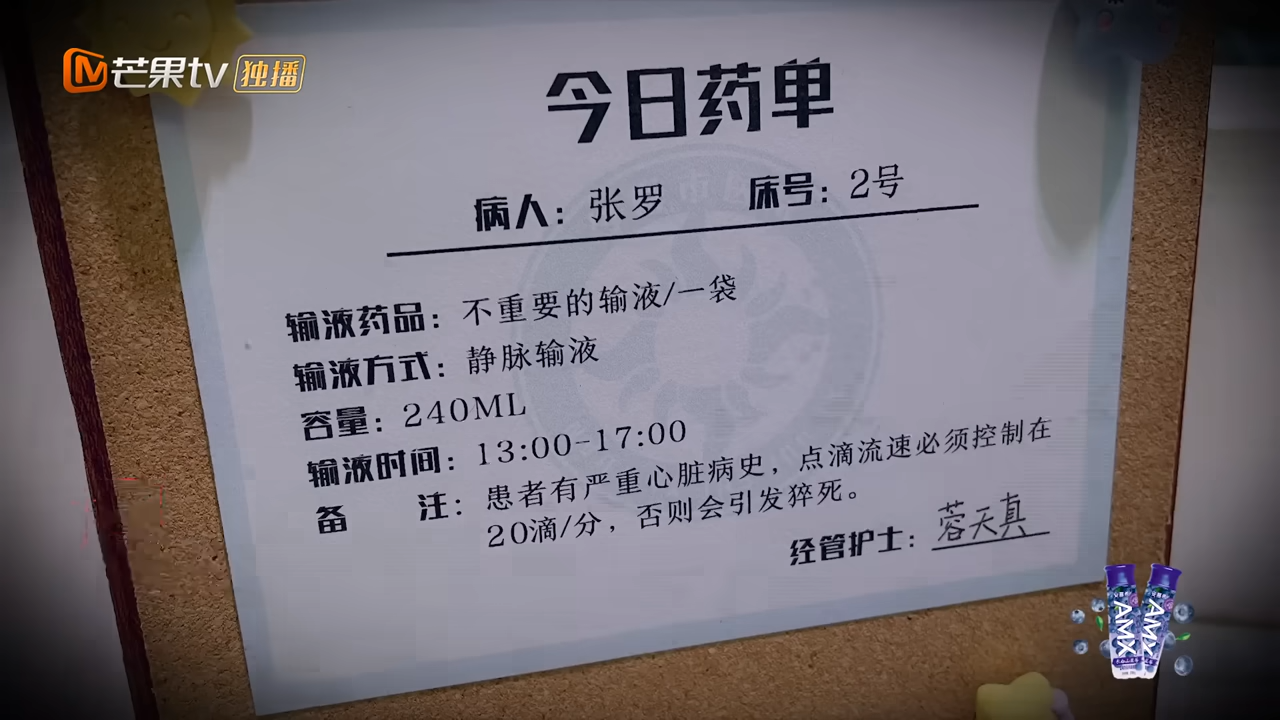 芒果tv 独播
今日药单
病人：张罗 床号：2号
输液药品：不重要的输液/一袋
输液方式：静脉输液
容量：240ML
输液时间：13:00-17:00
备 注：患者有严重心脏病史，点滴流速必须控制在
20滴/分，否则会引发猝死。
经管护士：蓉天真
AMX AMX